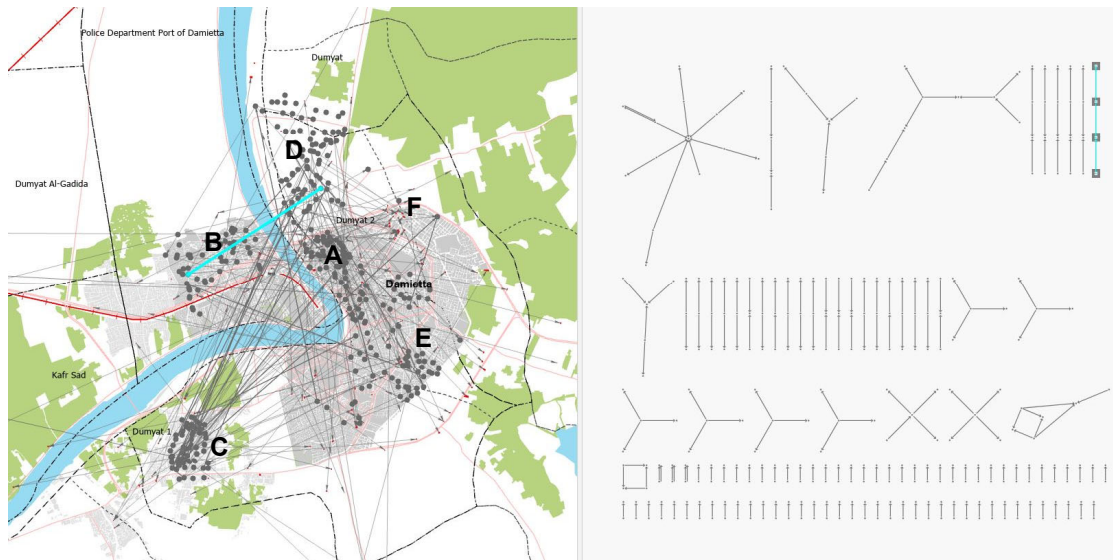 Police Department Port of Damietta
Dumyat
D
Dumyat Al-Gadida
F
Dumyat 2
B
A
Damietta
E
Kafr Sad
Dumyat 1
C